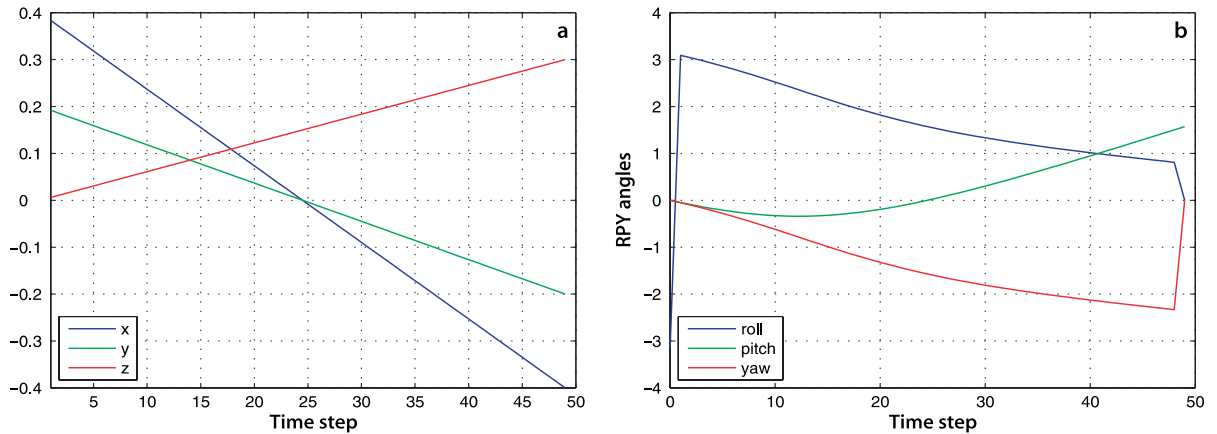 a
0.4
0.3
0.2
0.1
0
−0.1
−0.2
−0.3
−0.4
x
y
z
5 10 15 20 25 30 35 40 45 50
Time step
b
RPY angles
4
3
2
1
0
−1
−2
−3
−4
roll
pitch
yaw
0 10 20 30 40 50
Time step